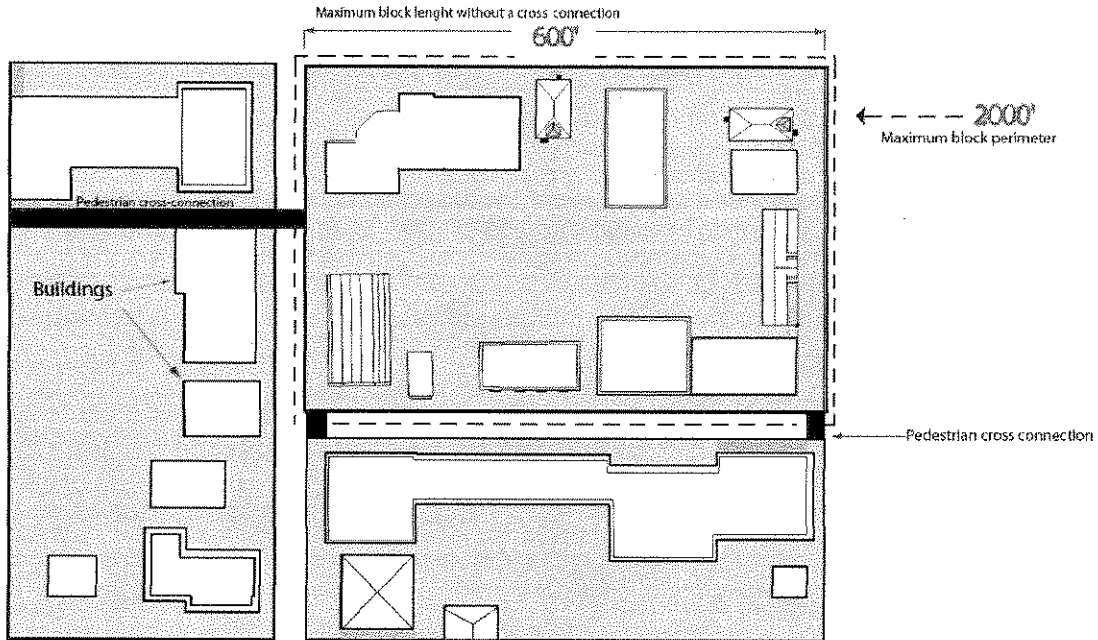 Maximum block lenght without a cross connection
600'
2000'
Maximum block perimeter
Pedestrian cross-connection
Buildings
Pedestrian cross connection